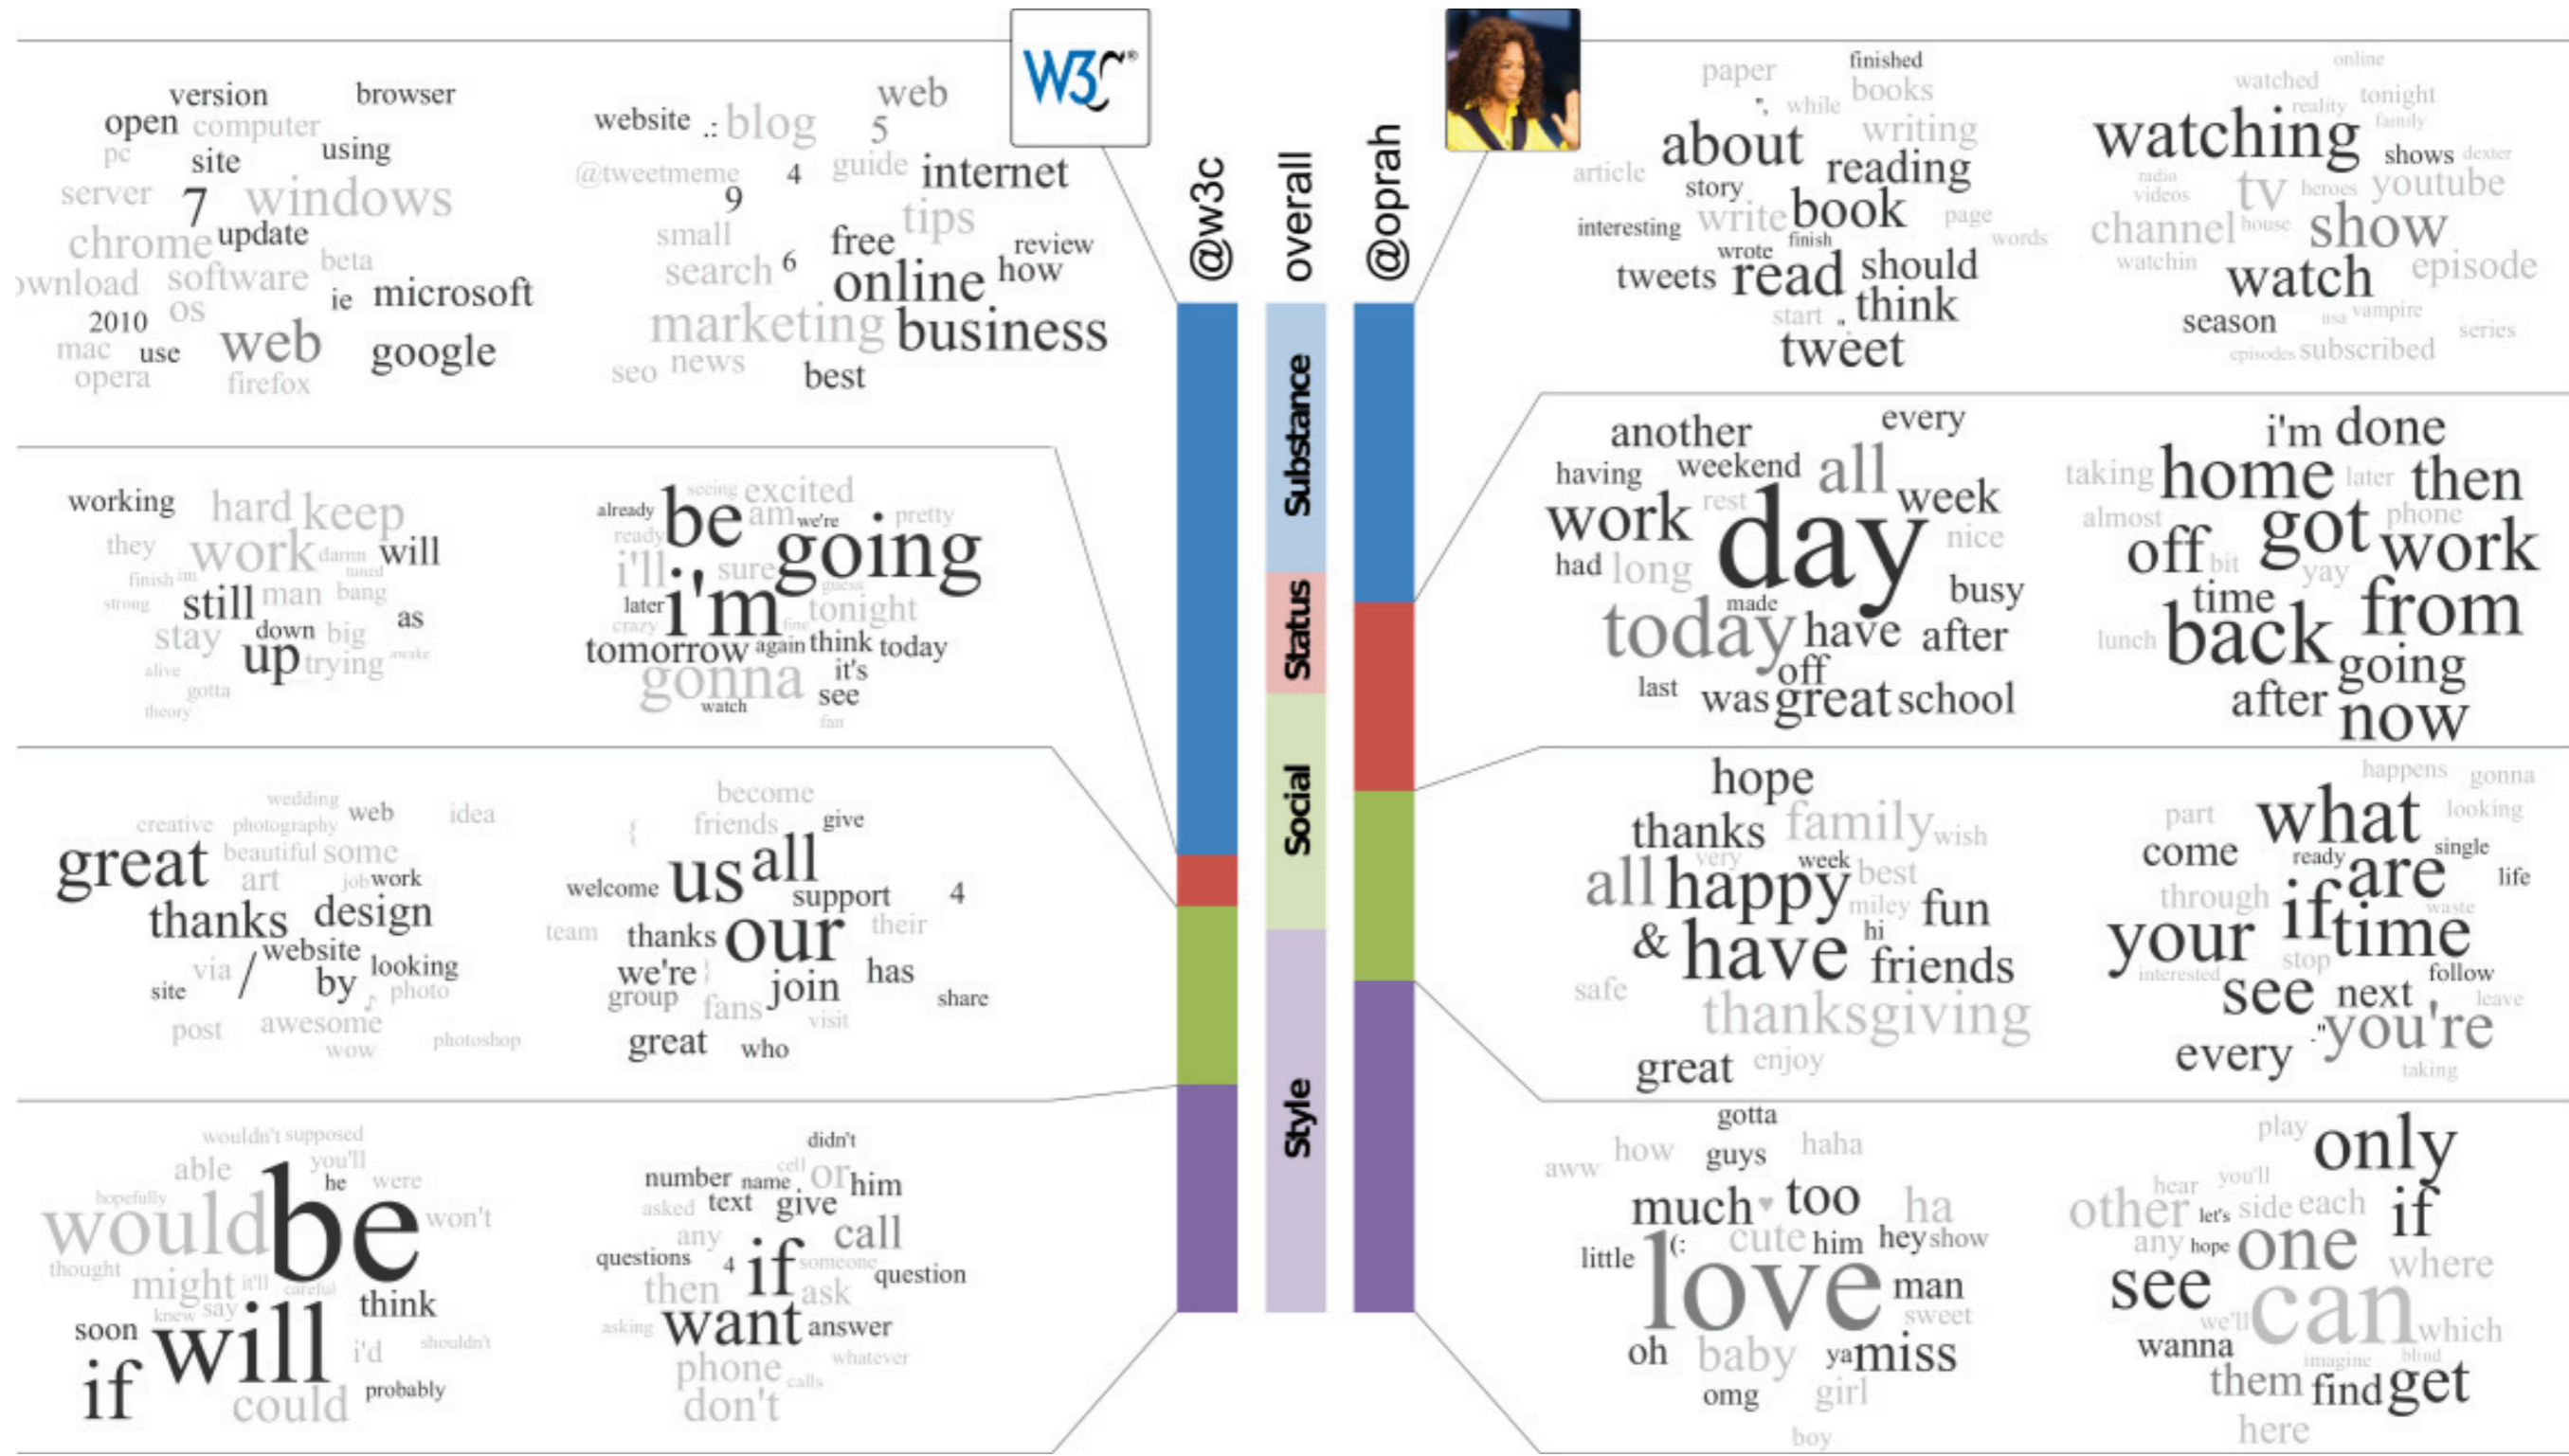 W3C®
@w3c
overall
@oprah
Substance
Status
Social
Style
version browser
open computer
using
pc site
server 7 windows
chrome update
beta
ownload software
ie microsoft
os
2010
mac use web google
opera firefox
web
website .: blog 5
@tweetmeme 4 guide internet
9
tips
small free review
search 6 online how
marketing business
seo news best
working hard keep
they work damn will
finish im tuned
strong still man bang
stay down big as
up trying awake
alive
gotta
theory
seeing excited
already be am we're pretty
ready going
i'll sure guess
later i'm tonight
crazy fine
tomorrow again think today
gonna it's
see
watch
fan
wedding web idea
creative photography
great beautiful some
art job work
thanks design
website
via / by looking
site ♪ photo
post awesome
wow photoshop
become
{ friends give
us all
welcome support 4
team thanks our their
we're } join has
group fans share
visit
great who
wouldn't supposed
able you'll
he were
hopefully be
would won't
thought might it'll careful
knew say think
soon will
i'd shouldn't
if could probably
didn't
cell or
number name him
asked text give
any call
questions 4 if someone
question
then ask
asking want answer
phone whatever
calls
don't
finished
paper books
", while
about writing
article reading
story
write book page
interesting finish words
wrote
tweets read should
start " think
tweet
online
watched
reality tonight
watching family
shows dexter
radio tv heroes youtube
videos
channel house show
watchin watch episode
season usa vampire
series
episodes subscribed
another every
having weekend all
work rest week
day nice
had long
made busy
today have after
off
last was great school
i'm done
taking home later then
almost got phone
off bit work
yay
time from
lunch back
going
after now
hope
thanks family wish
very week
all happy best
miley fun
& have hi
friends
safe
thanksgiving
great enjoy
happens gonna
part what looking
come ready are single
life
through if waste
your time
interested stop follow
see next leave
." you're
every taking
gotta
how guys haha
aww
much ♥ too ha
(: cute him hey show
little love
man
sweet
oh baby ya miss
omg girl
boy
play only
hear you'll
other let's side each if
any hope one where
see can
we'll which
wanna
imagine blind
them find get
here